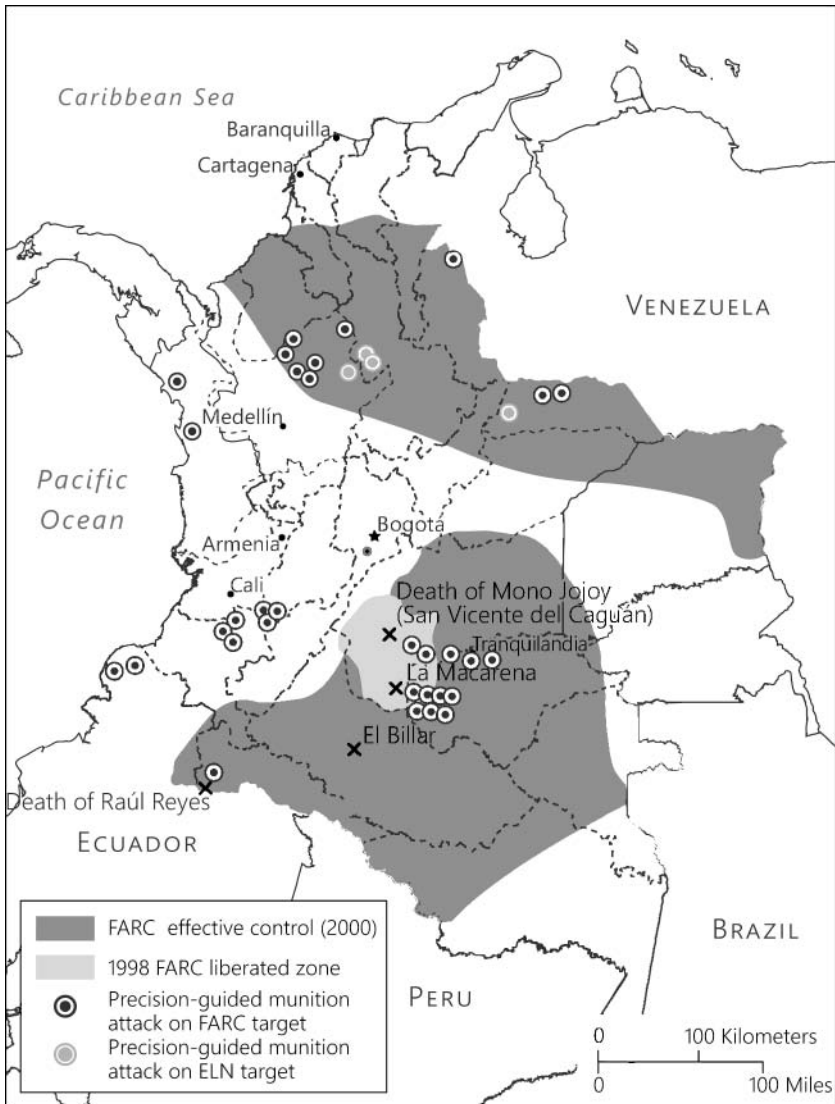 Caribbean Sea
Baranquilla
Cartagena
VENEZUELA
Medellín
Pacific
Ocean
Bogotá
Armenia
Cali
Death of Mono Jojoy
(San Vicente del Caguán)
Tranquilandia
La Macarena
El Billar
Death of Raúl Reyes
ECUADOR
FARC effective control (2000)
1998 FARC liberated zone
Precision-guided munition
attack on FARC target
Precision-guided munition
attack on ELN target
PERU
BRAZIL
0 100 Kilometers
0 100 Miles